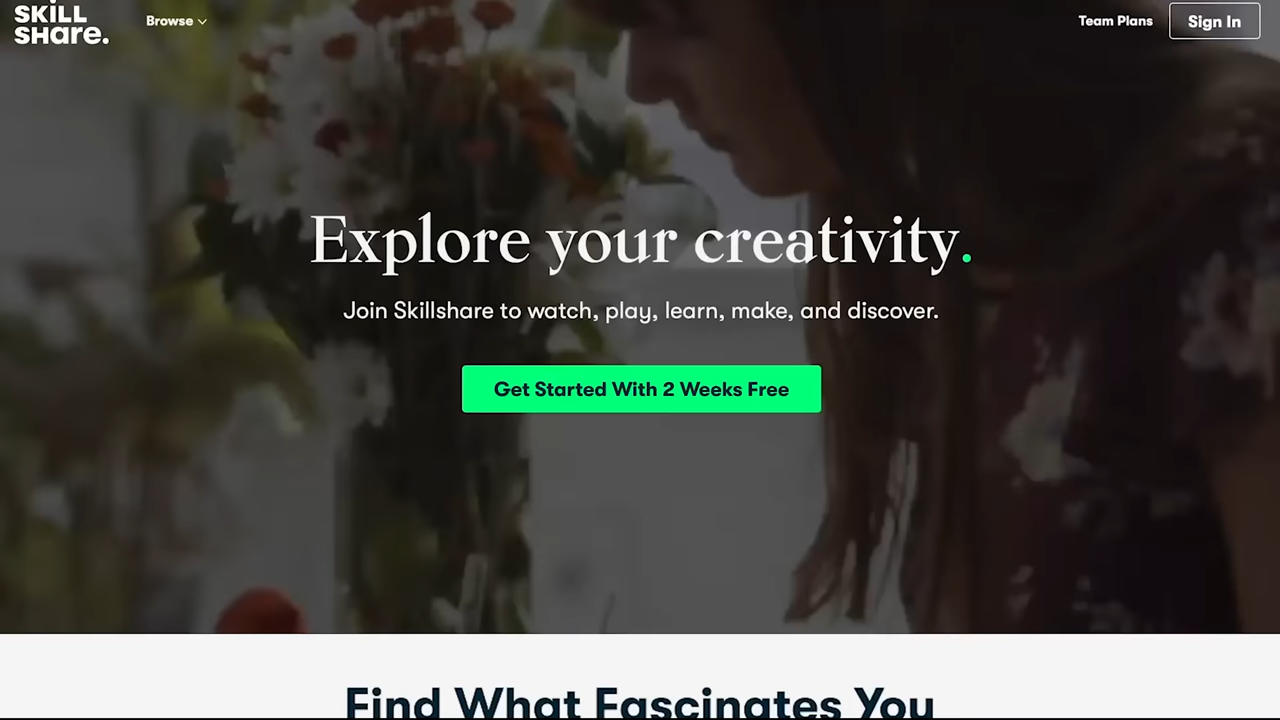 SKiLL
SHare.
Browse
Team Plans
Sign In
Explore your creativity.
Join Skillshare to watch, play, learn, make, and discover.
Get Started With 2 Weeks Free
Find What Fascinates You